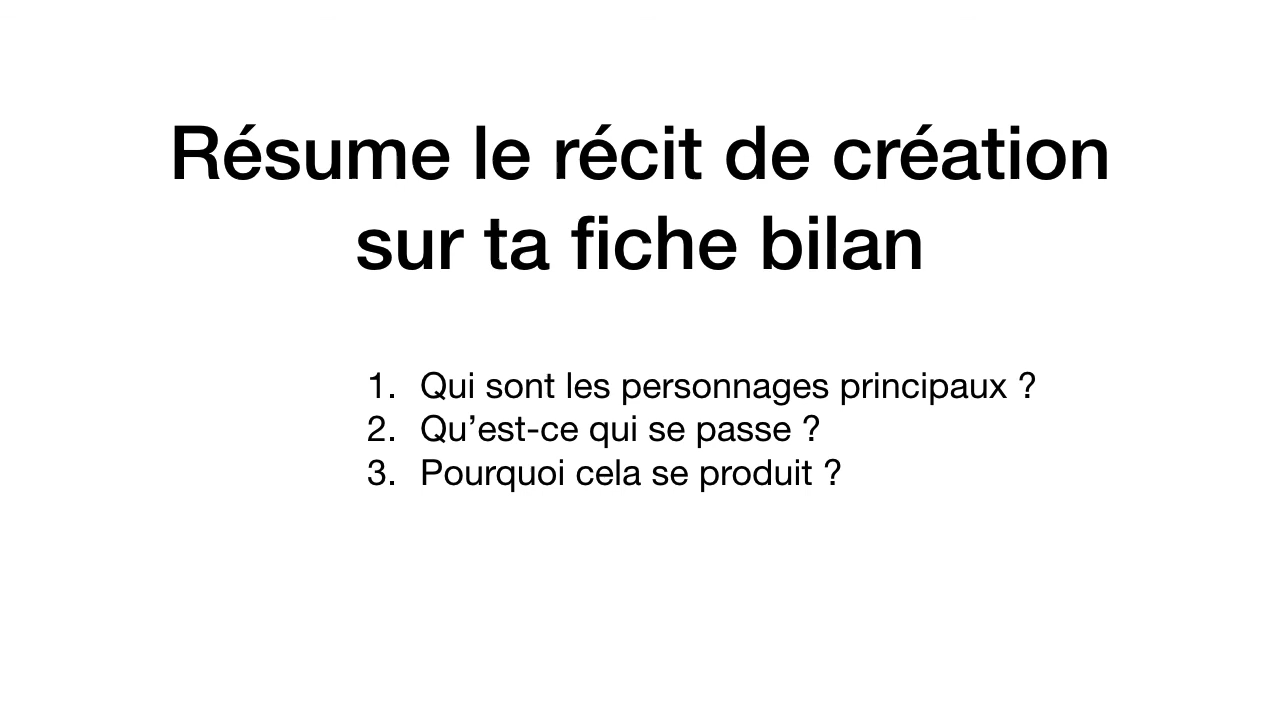 Résume le récit de création
sur ta fiche bilan
1. Qui sont les personnages principaux ?
2. Qu’est-ce qui se passe ?
3. Pourquoi cela se produit ?